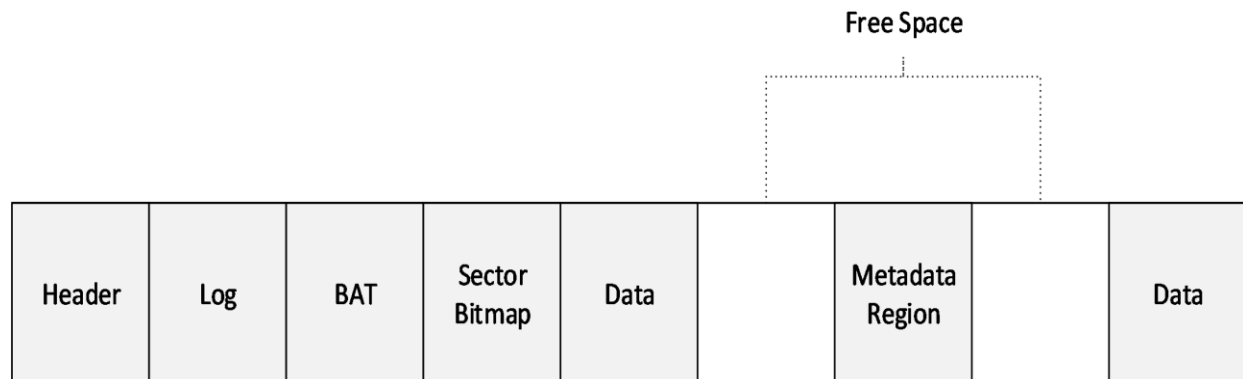 Free Space
Header
Log
BAT
Sector
Bitmap
Data
Metadata
Region
Data